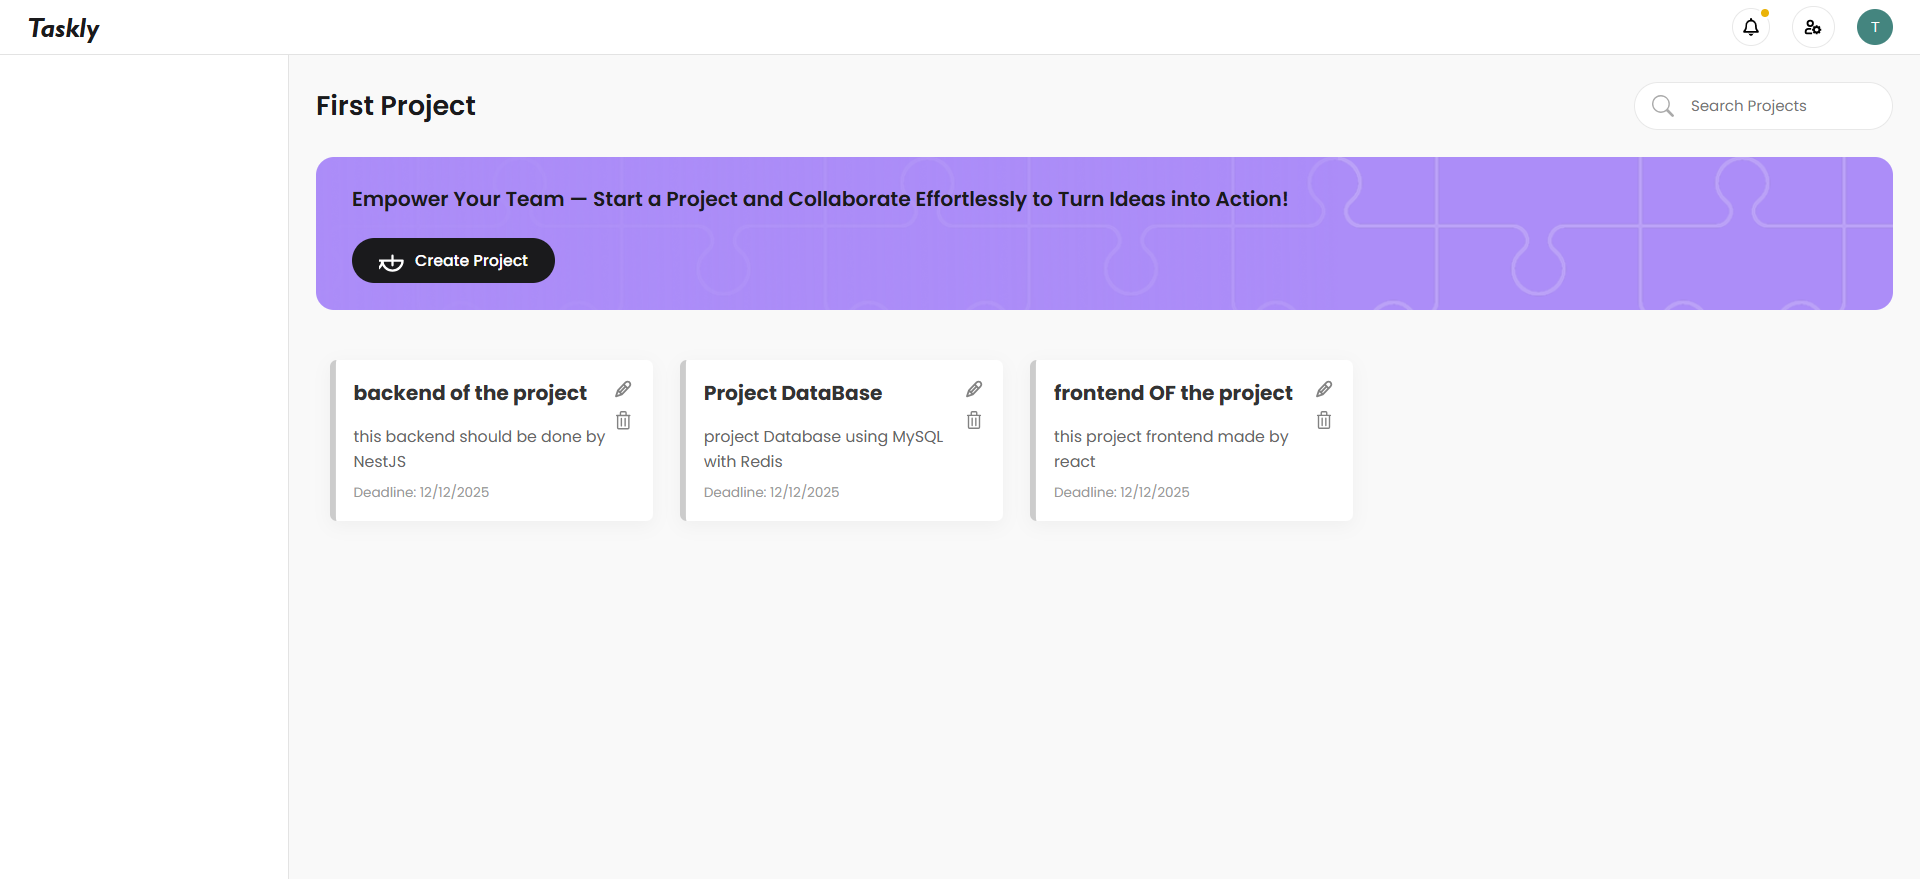 Taskly
T
First Project
Search Projects
Empower Your Team — Start a Project and Collaborate Effortlessly to Turn Ideas into Action!
Create Project
backend of the project
this backend should be done by
NestJS
Deadline: 12/12/2025
Project DataBase
project Database using MySQL
with Redis
Deadline: 12/12/2025
frontend OF the project
this project frontend made by
react
Deadline: 12/12/2025